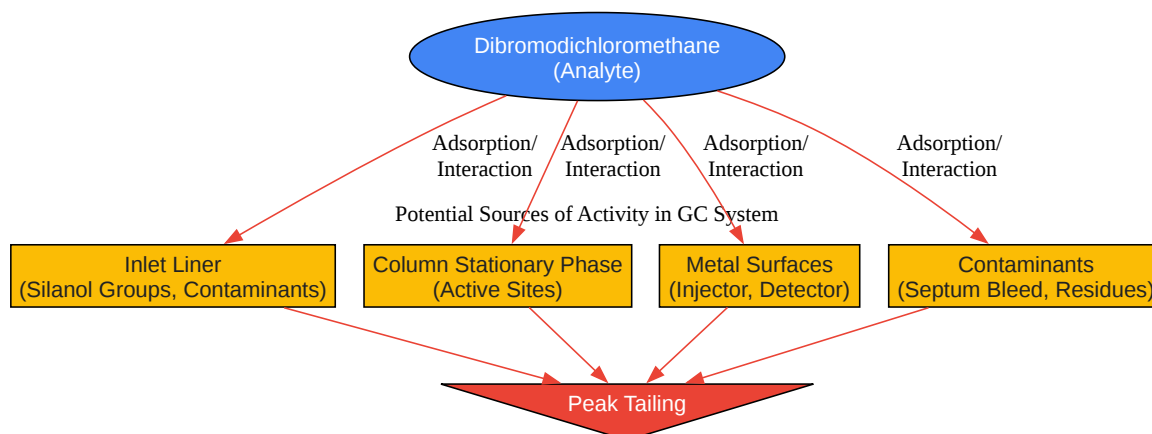 Dibromodichloromethane
(Analyte)
Adsorption/
Interaction
Adsorption/
Interaction
Adsorption/
Interaction
Adsorption/
Interaction
Potential Sources of Activity in GC System
Inlet Liner
(Silanol Groups, Contaminants)
Column Stationary Phase
(Active Sites)
Metal Surfaces
(Injector, Detector)
Contaminants
(Septum Bleed, Residues)
Peak Tailing